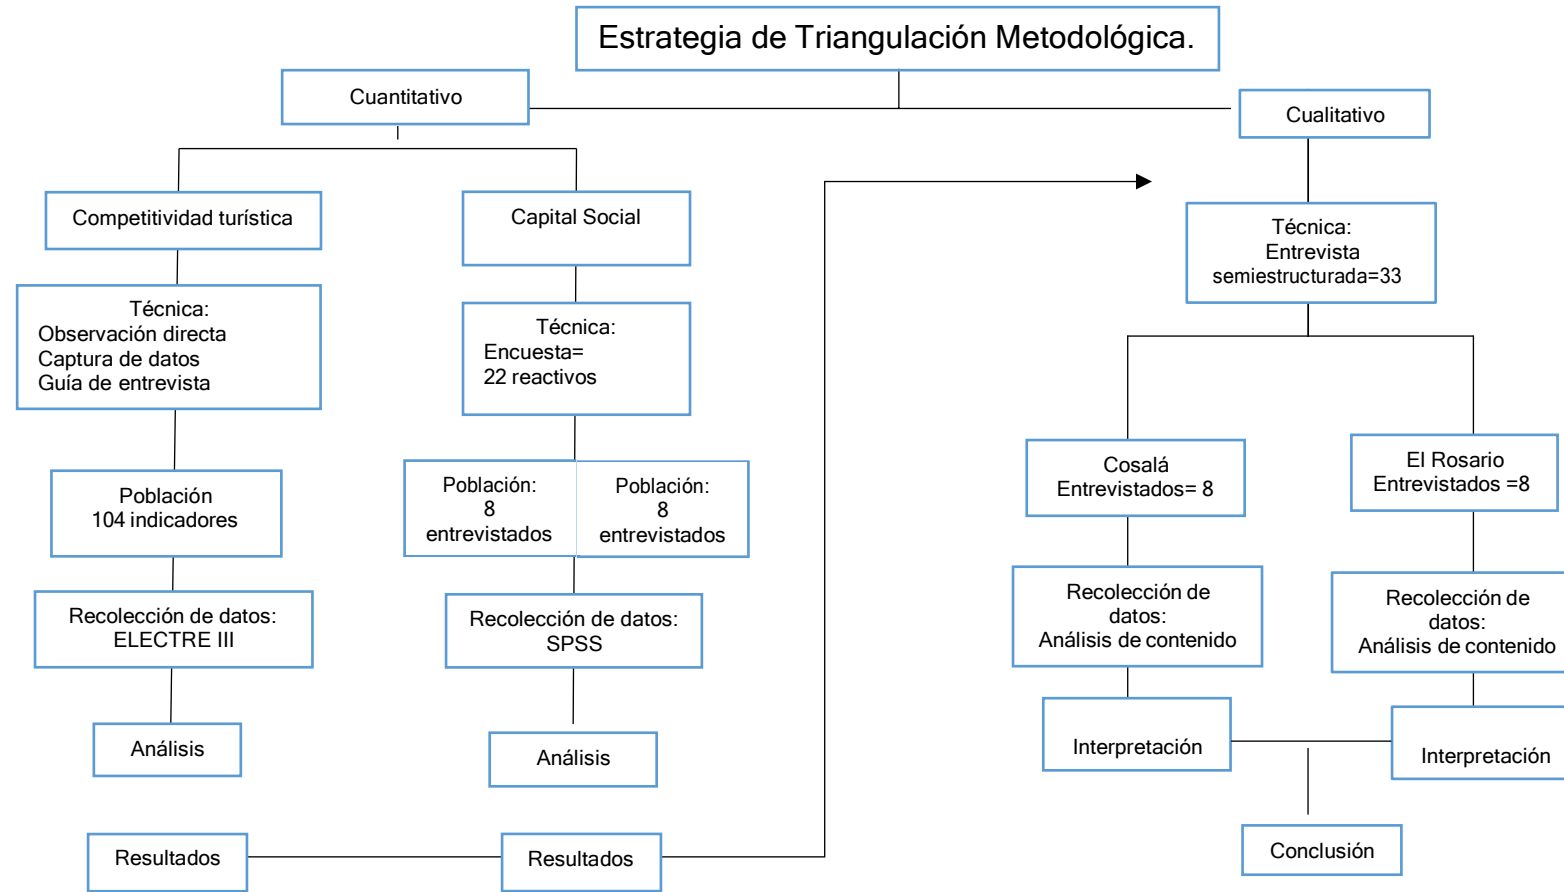 Estrategia de Triangulación Metodológica.
Cuantitativo
Cualitativo
Competitividad turística
Capital Social
Técnica:
Entrevista
semiestructurada=33
Técnica:
Observación directa
Captura de datos
Guía de entrevista
Técnica:
Encuesta=
22 reactivos
Cosalá
Entrevistados= 8
El Rosario
Entrevistados =8
Población
104 indicadores
Población:
8
entrevistados
Población:
8
entrevistados
Recolección de
datos:
Análisis de contenido
Recolección de
datos:
Análisis de contenido
Recolección de datos:
ELECTRE III
Recolección de datos:
SPSS
Análisis
Análisis
Interpretación
Interpretación
Resultados
Resultados
Conclusión